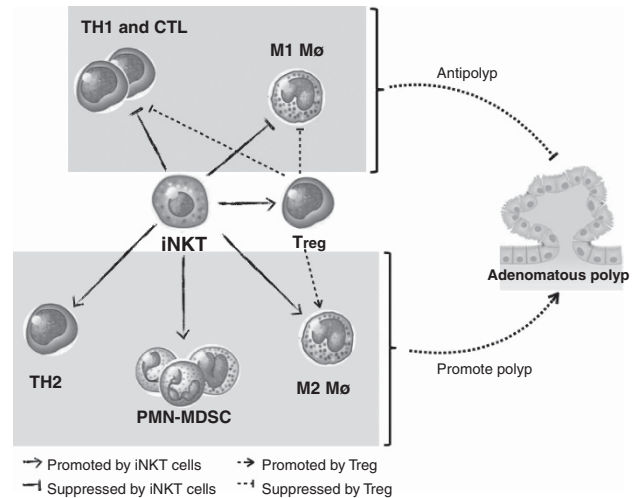 TH1 and CTL
M1 Mø
Antipolyp
iNKT
Treg
Adenomatous polyp
TH2
PMN-MDSC
M2 Mø
Promote polyp
Promoted by iNKT cells
Promoted by Treg
Suppressed by iNKT cells
Suppressed by Treg